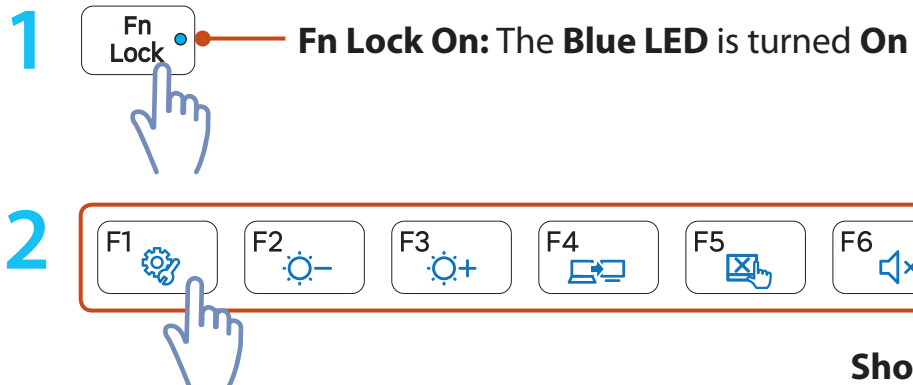 1
Fn
Lock
Fn Lock On: The Blue LED is turned On
2
F1 F2 F3 F4 F5 F6